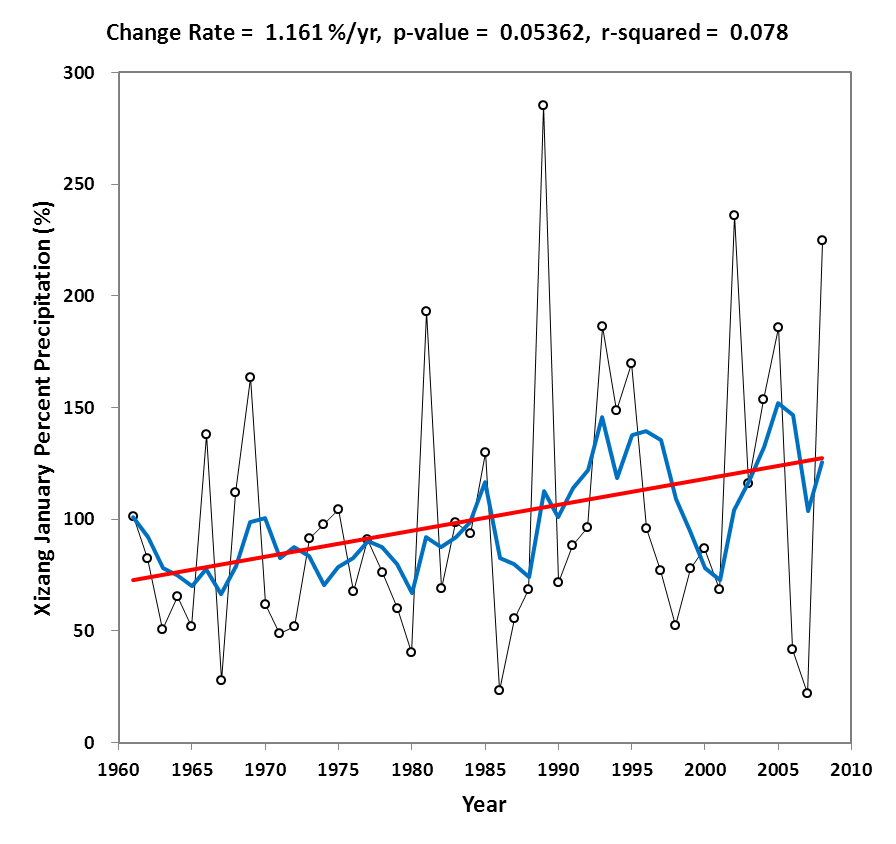 Change Rate = 1.161 %/yr, p-value = 0.05362, r-squared = 0.078
300
250
200
150
100
50
0
Xizang January Percent Precipitation (%)
1960 1965 1970 1975 1980 1985 1990 1995 2000 2005 2010
Year